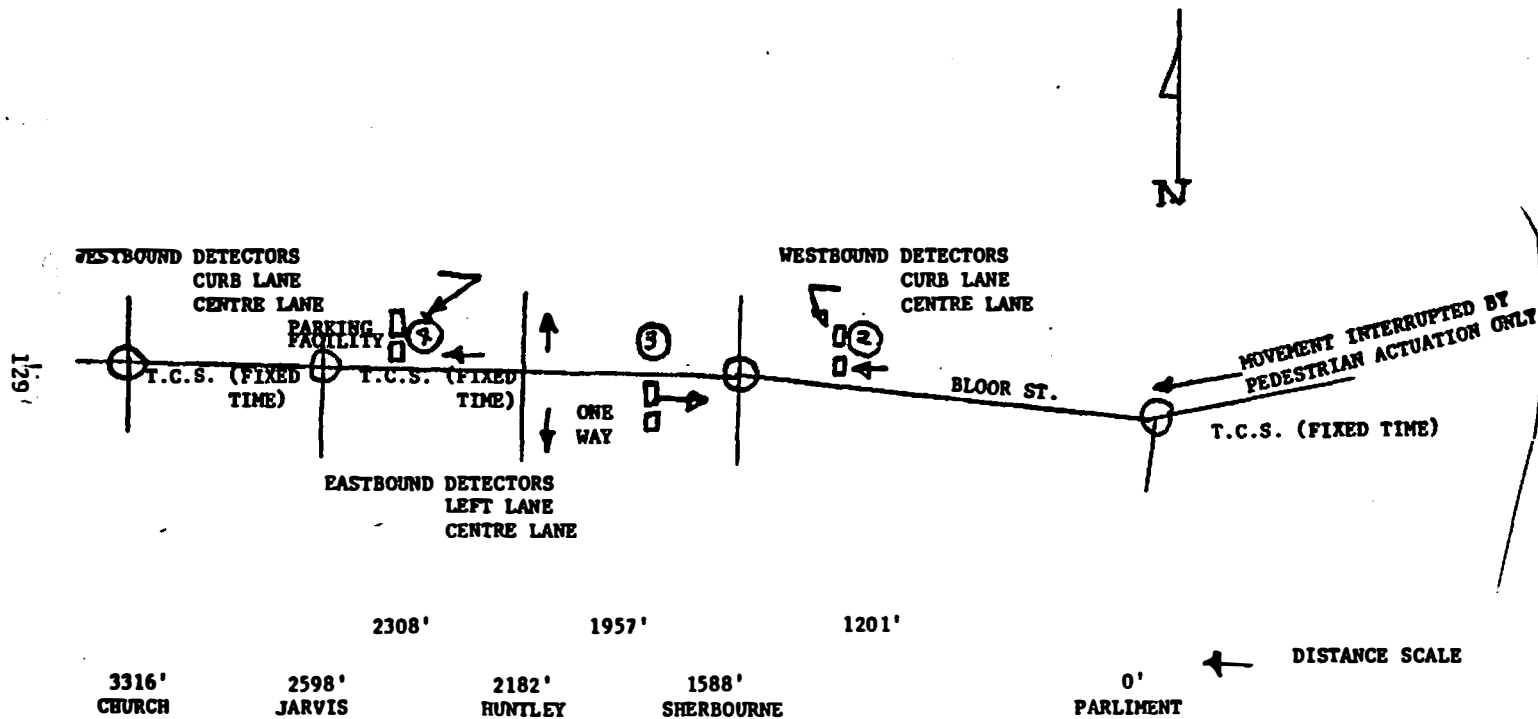 N
JESTBOUND DETECTORS
CURB LANE
CENTRE LANE
WESTBOUND DETECTORS
CURB LANE
CENTRE LANE
PARKING
FACILITY
4
3
2
MOVEMENT INTERRUPTED BY
PEDESTRIAN ACTUATION ONLY
129
T.C.S. (FIXED
TIME)
T.C.S. (FIXED
TIME)
ONE
WAY
BLOOR ST.
T.C.S. (FIXED TIME)
EASTBOUND DETECTORS
LEFT LANE
CENTRE LANE
2308'
1957'
1201'
DISTANCE SCALE
3316'
CHURCH
2598'
JARVIS
2182'
HUNTLEY
1588'
SHERBOURNE
0'
PARLIMENT